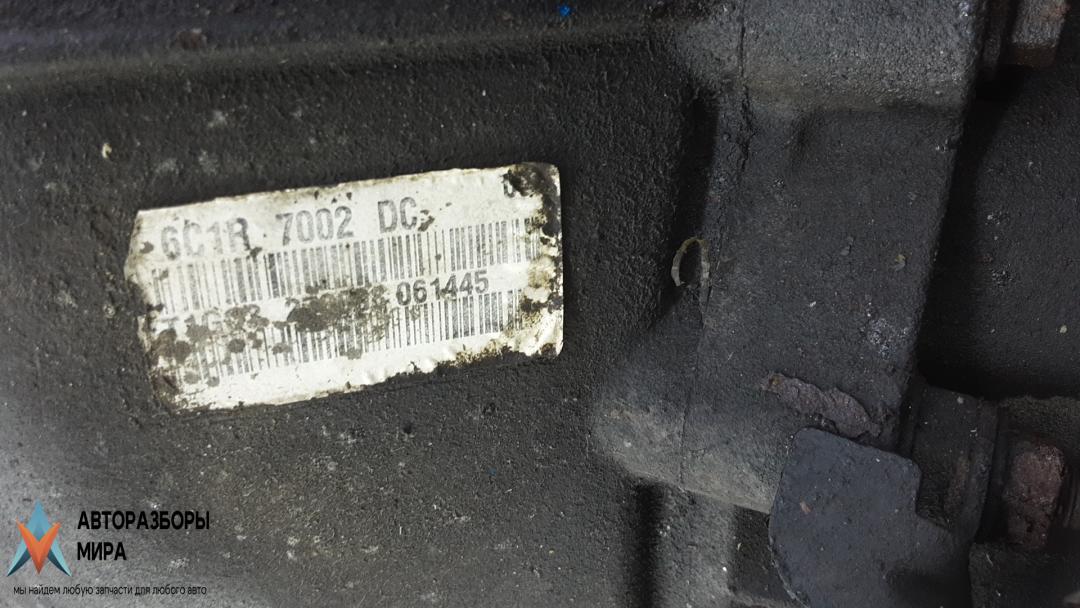 6C1R 7002 DC
061445
АВТОРАЗБОРЫ
МИРА
мы найдем любую запчасти для любого авто